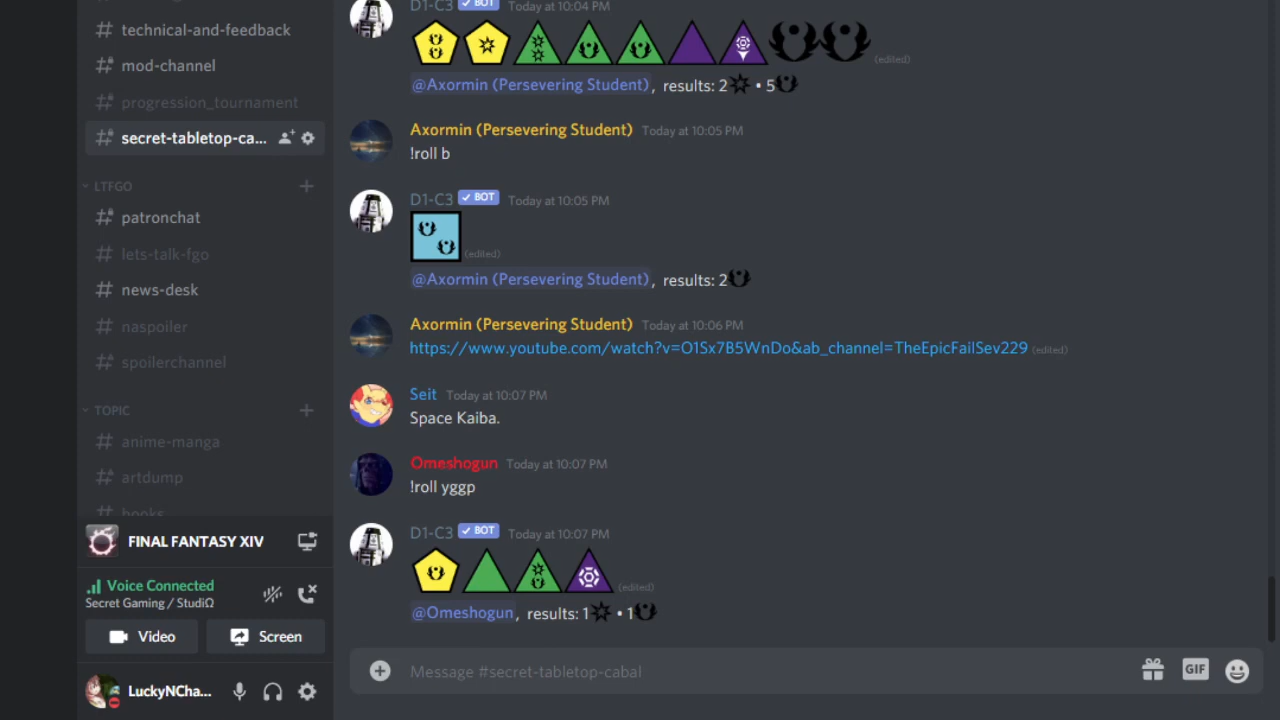 technical-and-feedback
mod-channel
progression_tournament
secret-tabletop-ca...
LTFGO
patronchat
lets-talk-fgo
news-desk
naspoiler
spoilerchannel
TOPIC
anime-manga
artdump
books
FINAL FANTASY XIV
Voice Connected
Secret Gaming / StudiΩ
Video
Screen
LuckyNCha...
D1-C3 BOT Today at 10:04 PM
(edited)
@Axormin (Persevering Student), results: 2 • 5
Axormin (Persevering Student) Today at 10:05 PM
!roll b
D1-C3 BOT Today at 10:05 PM
(edited)
@Axormin (Persevering Student), results: 2
Axormin (Persevering Student) Today at 10:06 PM
https://www.youtube.com/watch?v=O1Sx7B5WnDo&ab_channel=TheEpicFailSev229 (edited)
Seit Today at 10:07 PM
Space Kaiba.
Omeshogun Today at 10:07 PM
!roll yggp
D1-C3 BOT Today at 10:07 PM
(edited)
@Omeshogun, results: 1 • 1
Message #secret-tabletop-cabal
GIF